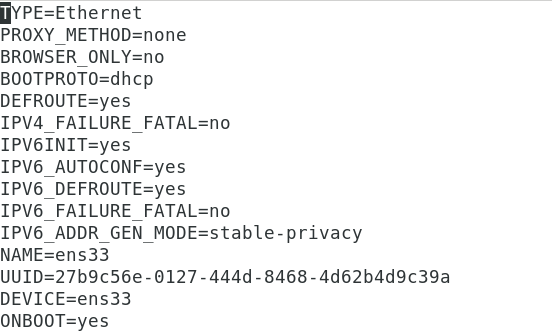 TYPE=Ethernet
PROXY_METHOD=none
BROWSER_ONLY=no
BOOTPROTO=dhcp
DEFROUTE=yes
IPV4_FAILURE_FATAL=no
IPV6INIT=yes
IPV6_AUTOCONF=yes
IPV6_DEFROUTE=yes
IPV6_FAILURE_FATAL=no
IPV6_ADDR_GEN_MODE=stable-privacy
NAME=ens33
UUID=27b9c56e-0127-444d-8468-4d62b4d9c39a
DEVICE=ens33
ONBOOT=yes